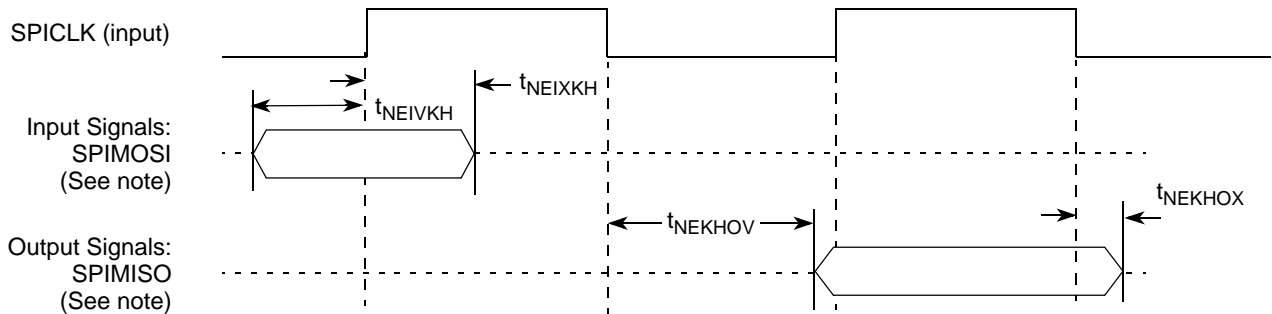 SPICLK (input)
tNEIXKH
tNEIVKH
Input Signals:
SPIMOSI
(See note)
tNEKHOX
tNEKHOV
Output Signals:
SPIMISO
(See note)